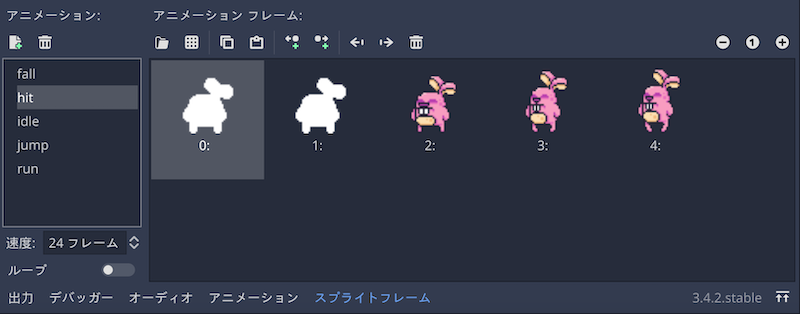 アニメーション:
アニメーション フレーム:
fall
hit
idle
jump
run
0:
1:
2:
3:
4:
速度: 24 フレーム
ループ
出力 デバッガー オーディオ アニメーション スプライトフレーム 3.4.2.stable